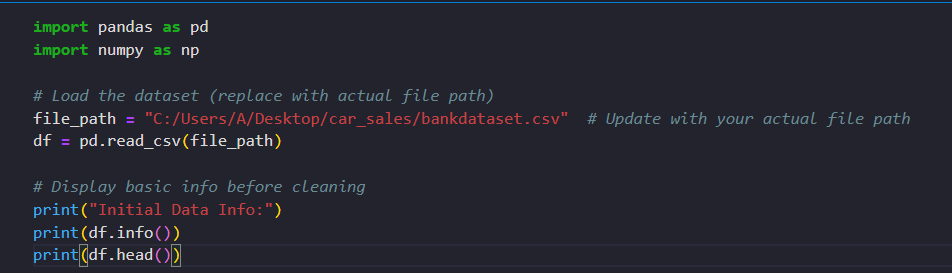 import pandas as pd
import numpy as np
# Load the dataset (replace with actual file path)
file_path = "C:/Users/A/Desktop/car_sales/bankdataset.csv"  # Update with your actual file path
df = pd.read_csv(file_path)
# Display basic info before cleaning
print("Initial Data Info:")
print(df.info())
print(df.head())